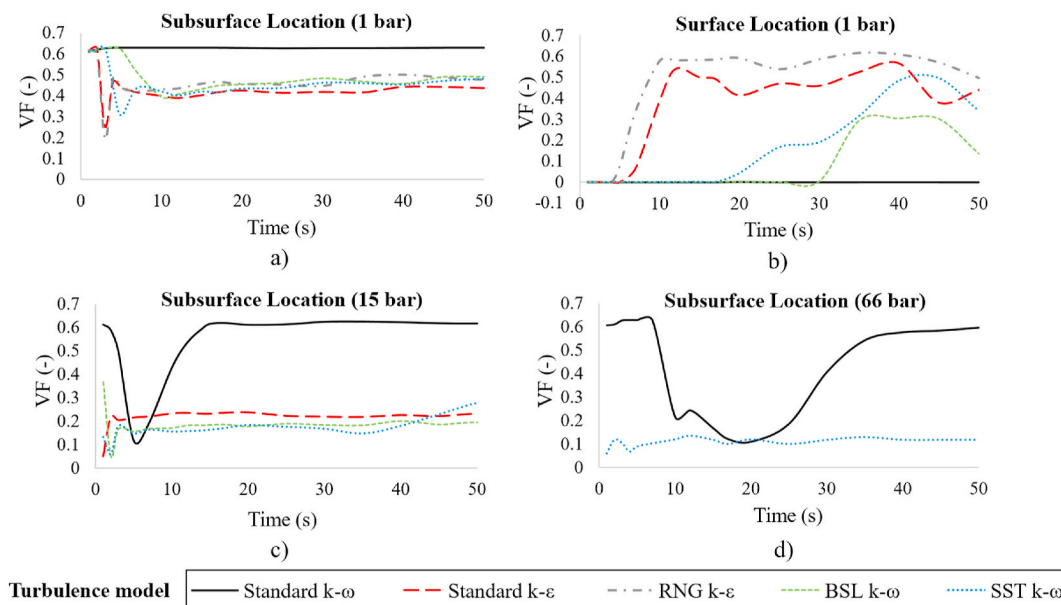 Subsurface Location (1 bar)
0.7
0.6
0.5
0.4
0.3
0.2
0.1
0
VF (-)
0 10 20 30 40 50
Time (s)
a)
Surface Location (1 bar)
0.7
0.6
0.5
0.4
0.3
0.2
0.1
0
-0.1
VF (-)
0 10 20 30 40 50
Time (s)
b)
Subsurface Location (15 bar)
0.7
0.6
0.5
0.4
0.3
0.2
0.1
0
VF (-)
0 10 20 30 40 50
Time (s)
c)
Subsurface Location (66 bar)
0.7
0.6
0.5
0.4
0.3
0.2
0.1
0
VF (-)
0 10 20 30 40 50
Time (s)
d)
Turbulence model Standard k-ω Standard k-ε RNG k-ε BSL k-ω SST k-ω